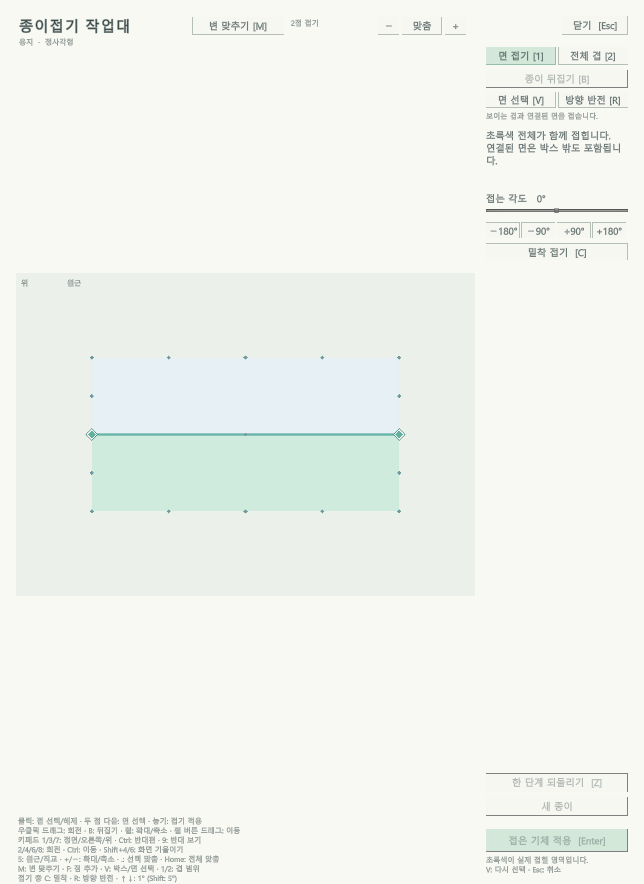 종이접기 작업대
용지 · 정사각형
변 맞추기 [M]
2점 접기
− 맞춤 +
닫기 [Esc]
면 접기 [1]
전체 겹 [2]
종이 뒤집기 [B]
면 선택 [V]
방향 반전 [R]
보이는 겹과 연결된 면을 접습니다.
초록색 전체가 함께 접힙니다.
연결된 면은 박스 밖도 포함됩니
다.
접는 각도 0°
−180° −90° +90° +180°
밀착 접기 [C]
위 원근
한 단계 되돌리기 [Z]
새 종이
접은 기체 적용 [Enter]
초록색이 실제 접힐 영역입니다.
V: 다시 선택 · Esc: 취소
클릭: 점 선택/해제 · 두 점 다음: 면 선택 · 놓기: 접기 적용
우클릭 드래그: 회전 · B: 뒤집기 · 휠: 확대/축소 · 휠 버튼 드래그: 이동
키패드 1/3/7: 정면/오른쪽/위 · Ctrl: 반대편 · 9: 반대 보기
2/4/6/8: 회전 · Ctrl: 이동 · Shift+4/6: 화면 기울이기
5: 원근/직교 · +/−: 확대/축소 · .: 선택 맞춤 · Home: 전체 맞춤
M: 변 맞추기 · F: 점 추가 · V: 박스/면 선택 · 1/2: 겹 범위
접기 중 C: 밀착 · R: 방향 반전 · ↑ ↓: 1° (Shift: 5°)